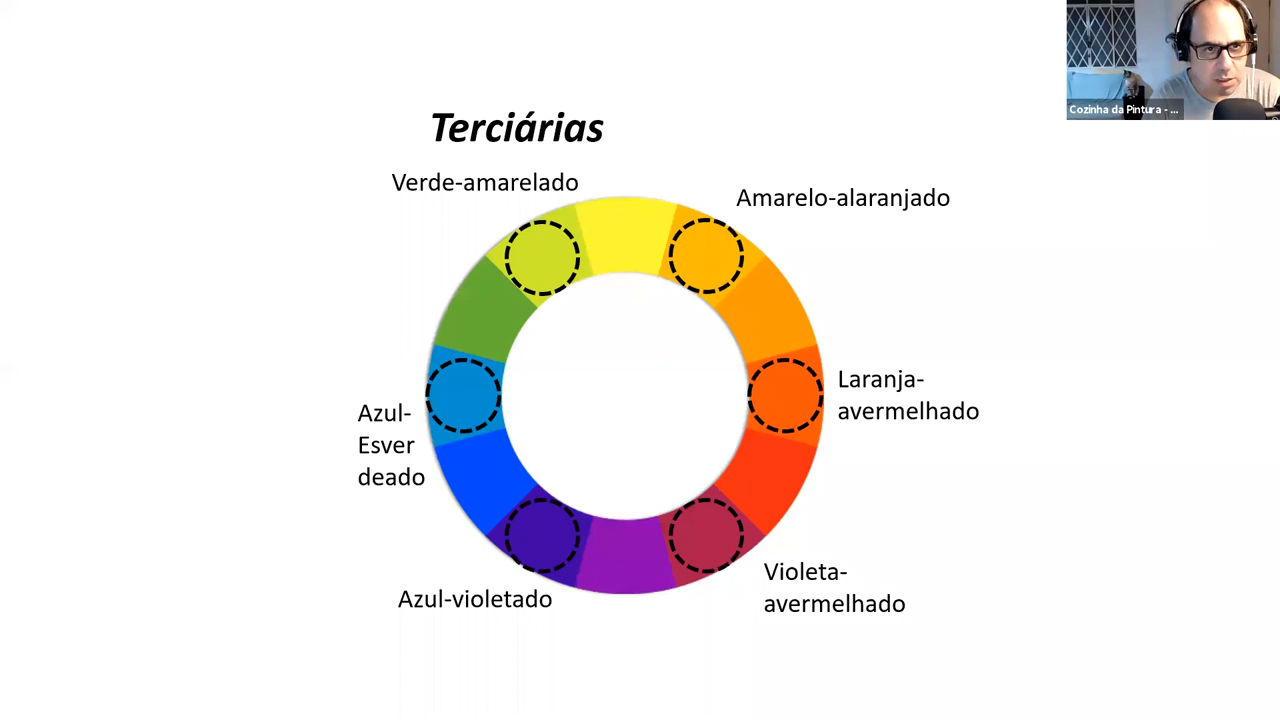 Cozinha da Pintura - ...
Terciárias
Verde-amarelado
Amarelo-alaranjado
Laranja-
avermelhado
Azul-
Esver
deado
Violeta-
avermelhado
Azul-violetado